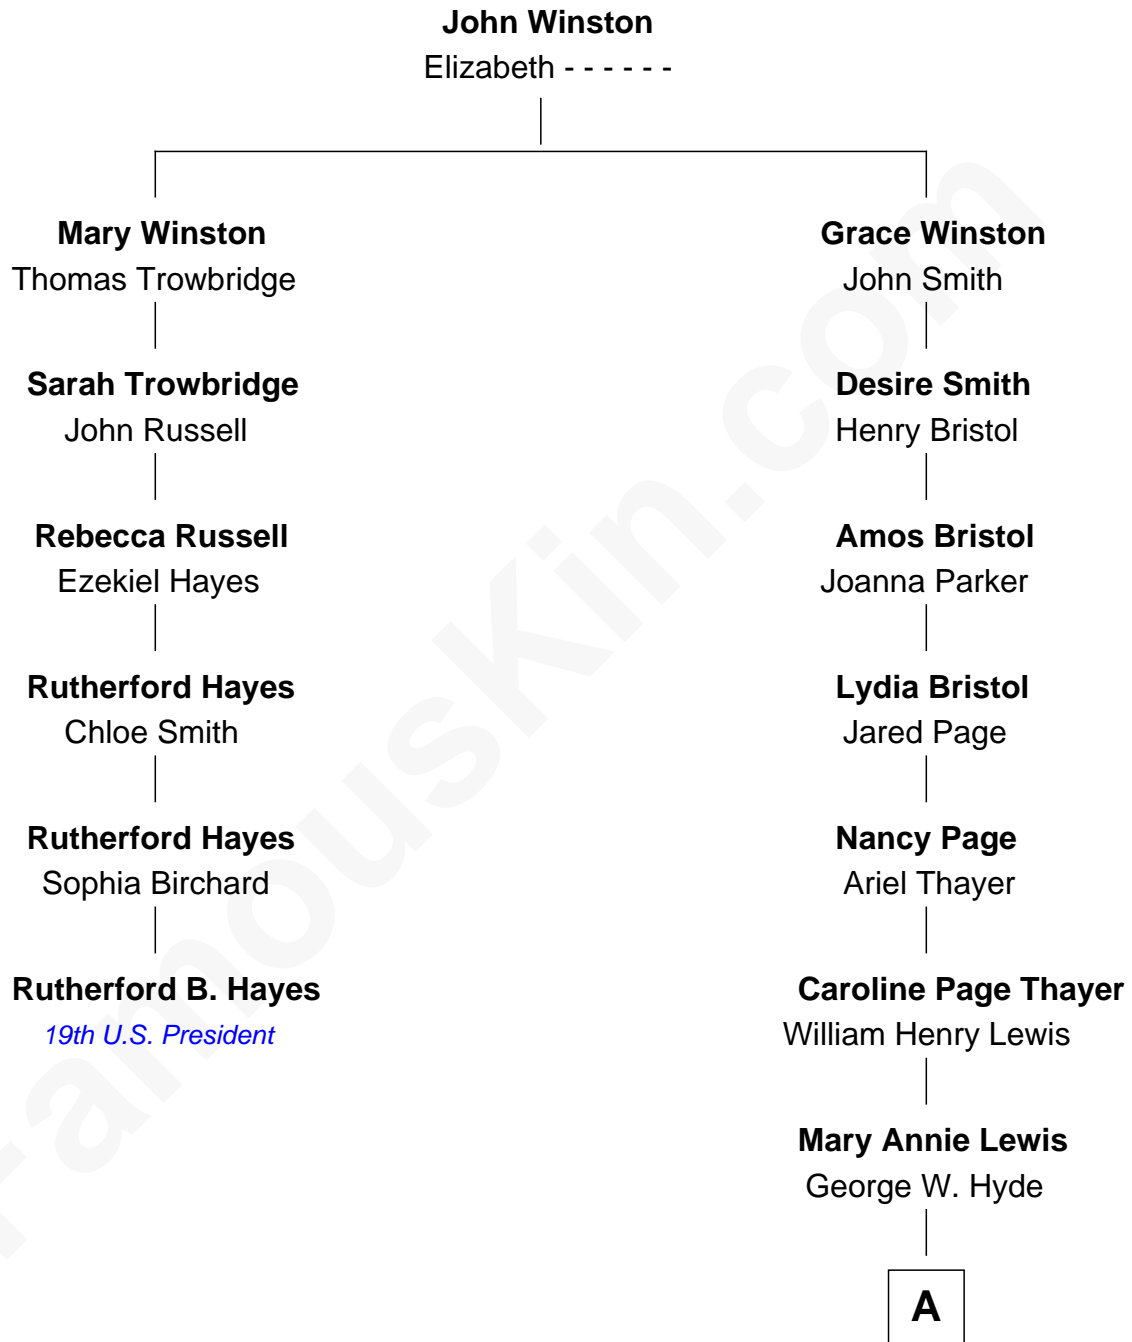 John Winston
Elizabeth - - - - - -
Mary Winston
Thomas Trowbridge
Grace Winston
John Smith
Sarah Trowbridge
John Russell
Desire Smith
Henry Bristol
Rebecca Russell
Ezekiel Hayes
Amos Bristol
Joanna Parker
Rutherford Hayes
Chloe Smith
Lydia Bristol
Jared Page
Rutherford Hayes
Sophia Birchard
Nancy Page
Ariel Thayer
Rutherford B. Hayes
19th U.S. President
Caroline Page Thayer
William Henry Lewis
Mary Annie Lewis
George W. Hyde
A
FamousKin.com